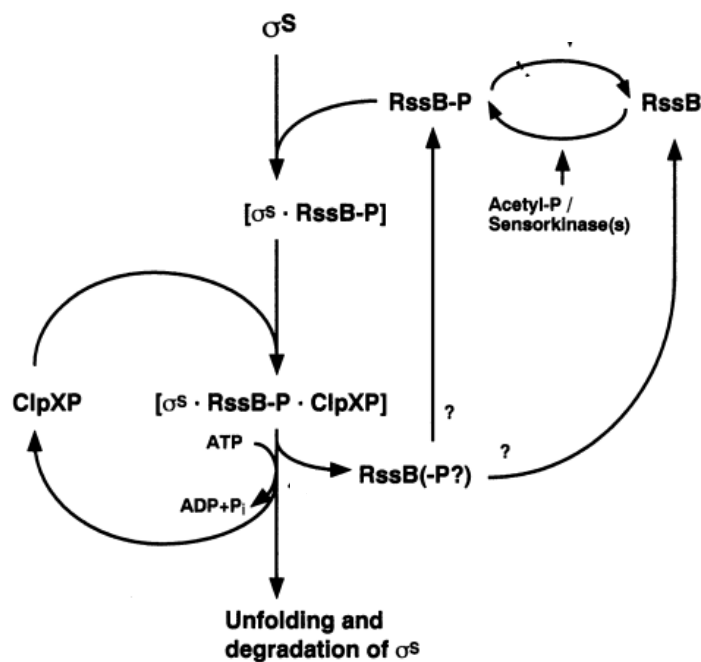 σS
RssB-P
RssB
[σS · RssB-P]
Acetyl-P /
Sensorkinase(s)
ClpXP
[σS · RssB-P · ClpXP]
?
ATP
?
RssB(-P?)
ADP+Pi
Unfolding and
degradation of σS